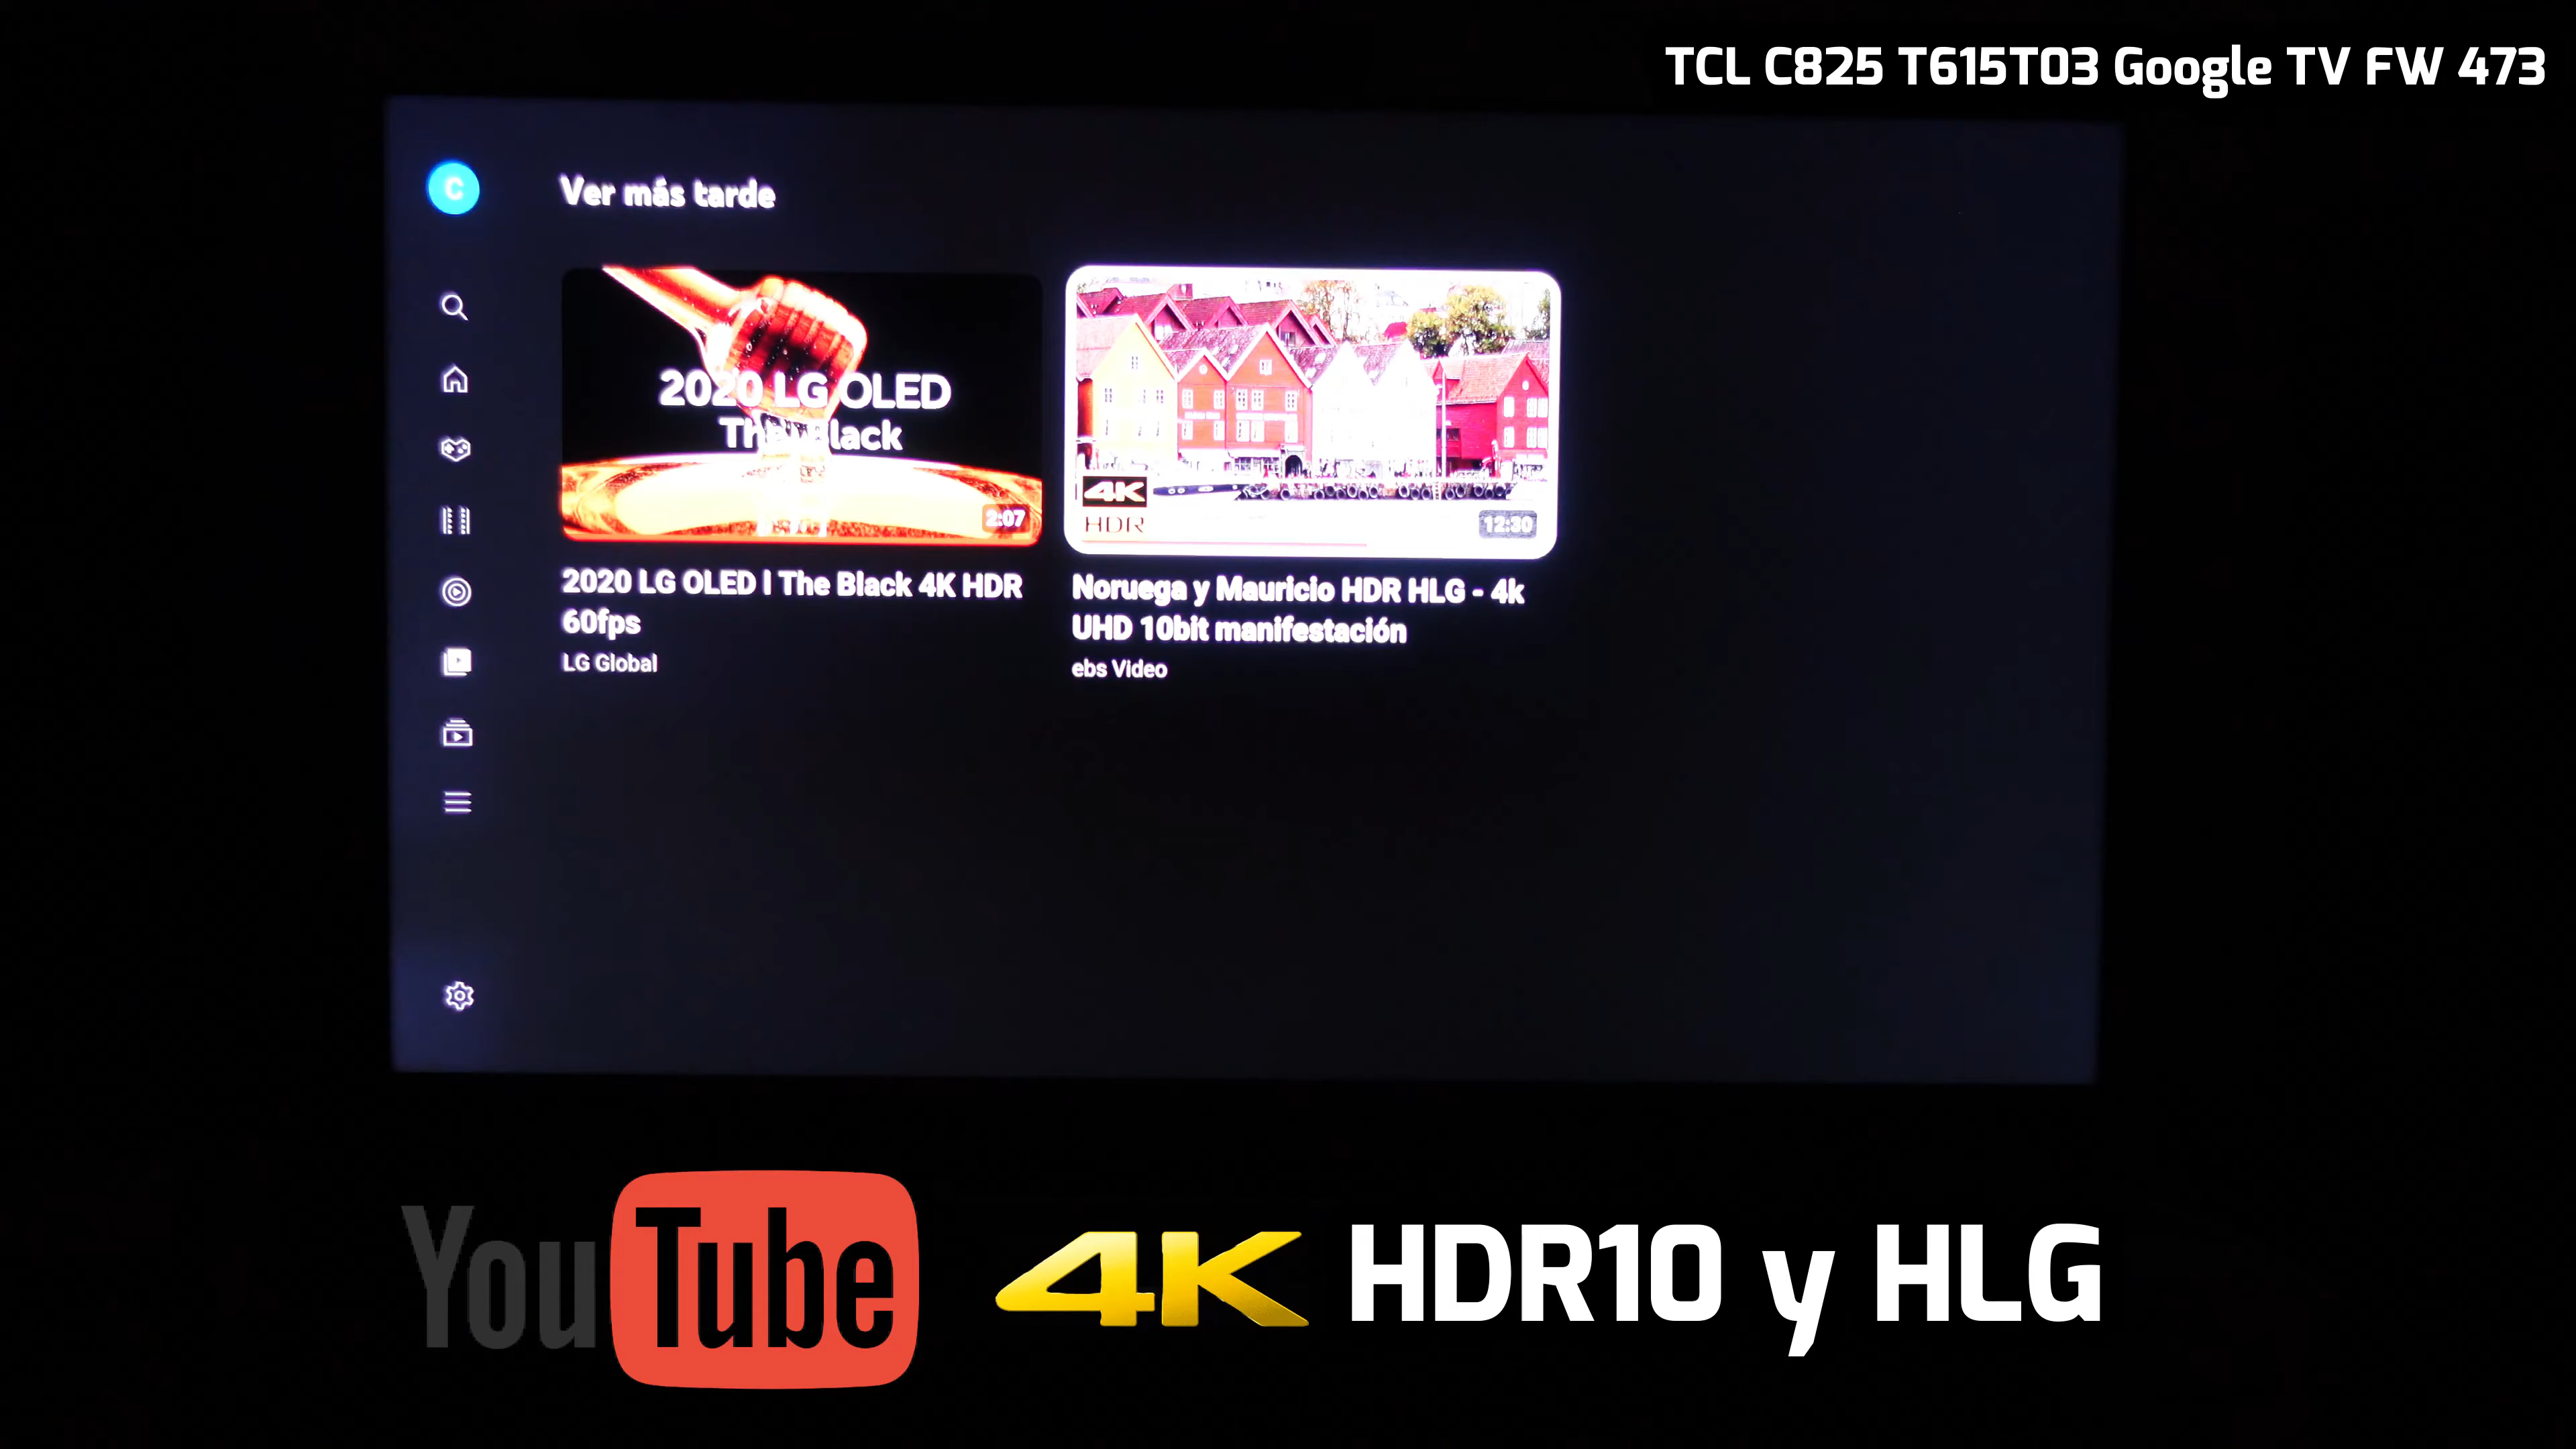 TCL C825 T615T03 Google TV FW 473
C
Ver más tarde
2020 LG OLED
The Black
2:07
4K
HDR
12:30
2020 LG OLED l The Black 4K HDR
60fps
LG Global
Noruega y Mauricio HDR HLG - 4k
UHD 10bit manifestación
ebs Video
YouTube 4K HDR10 y HLG